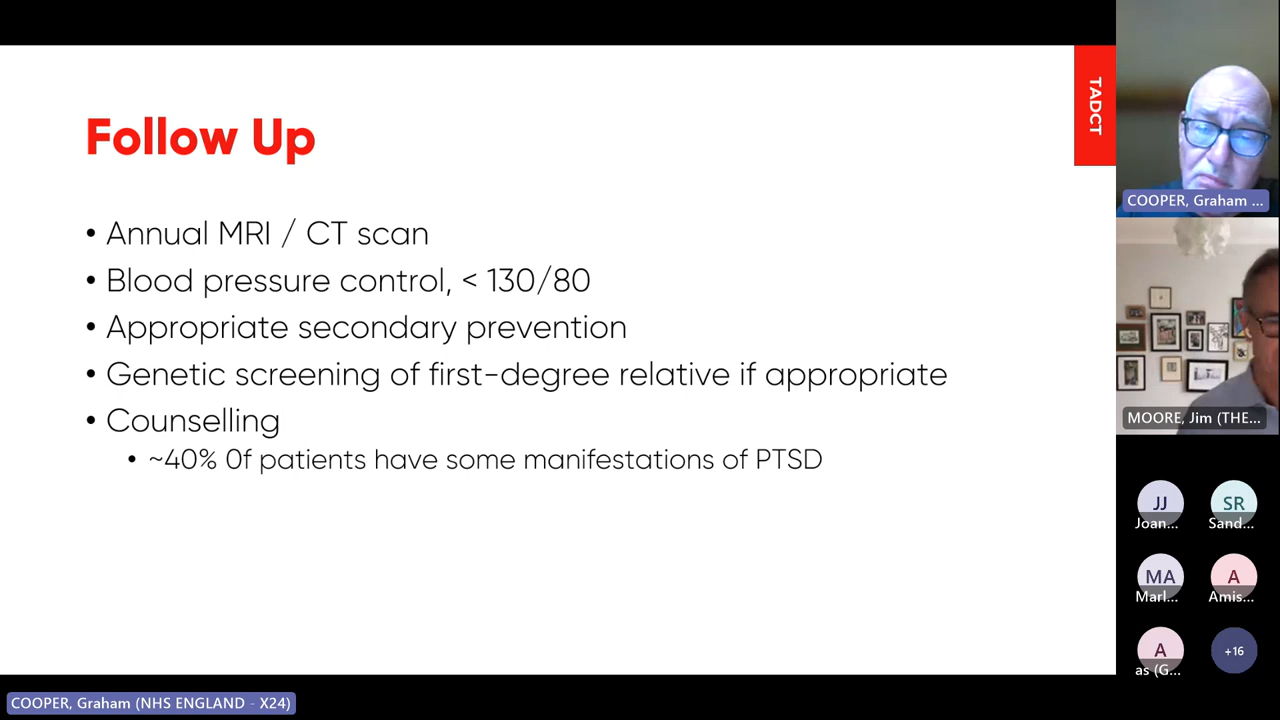 Follow Up
• Annual MRI / CT scan
• Blood pressure control, < 130/80
• Appropriate secondary prevention
• Genetic screening of first-degree relative if appropriate
• Counselling
• ~40% 0f patients have some manifestations of PTSD
TADCT
COOPER, Graham ...
MOORE, Jim (THE...
JJ
Joan...
SR
Sand...
MA
Marl...
A
Amis...
A
as (G...
+16
COOPER, Graham (NHS ENGLAND - X24)